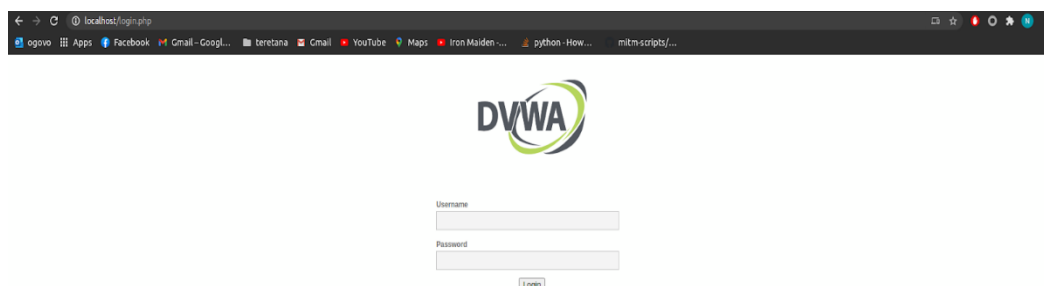 localhost/login.php
ogovo Apps Facebook Gmail - Googl... teretana Gmail YouTube Maps Iron Maiden -... python - How... mitm-scripts/...
DVWA
Username
Password
Login